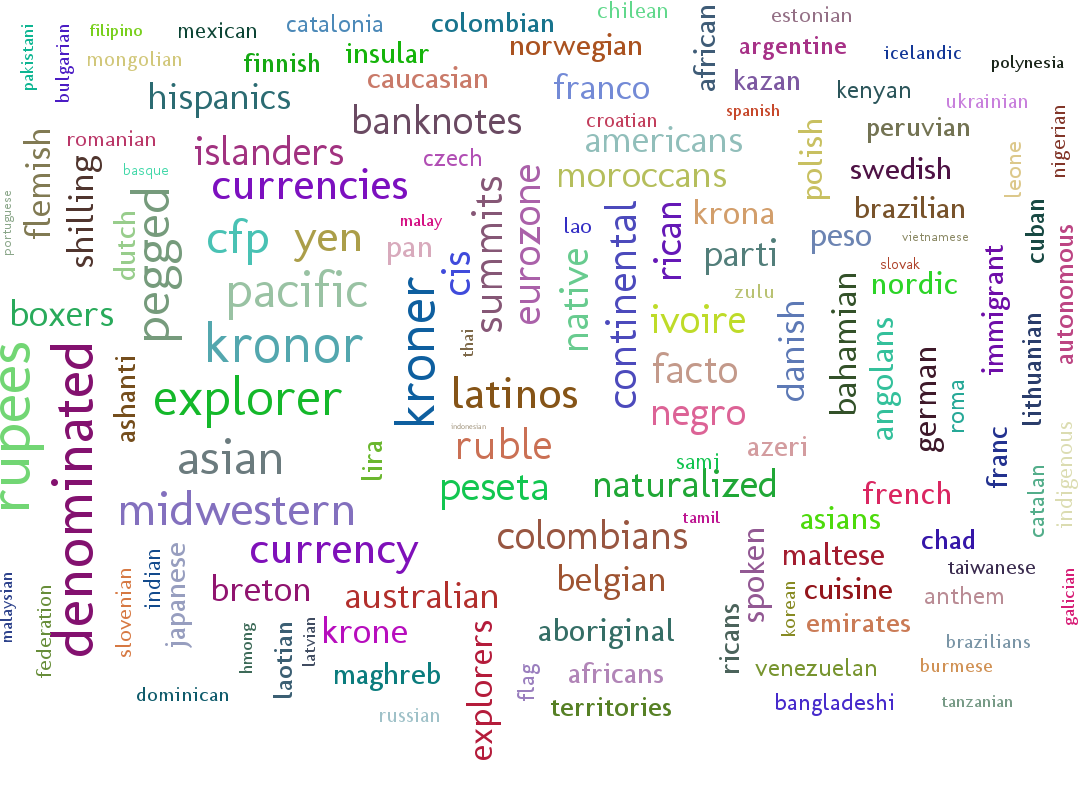 pakistani
bulgarian
filipino
mexican
catalonia
colombian
chilean
estonian
mongolian
finnish
insular
norwegian
african
argentine
icelandic
polynesia
hispanics
caucasian
franco
kazan
kenyan
ukrainian
spanish
banknotes
croatian
americans
polish
peruvian
nigerian
romanian
islanders
czech
flemish
shilling
basque
currencies
moroccans
swedish
leone
portuguese
dutch
pegged
cfp
yen
malay
pan
cis
summits
eurozone
lao
native
continental
rican
krona
parti
brazilian
peso
vietnamese
cuban
slovak
nordic
immigrant
autonomous
pacific
zulu
boxers
kronor
kroner
thai
ivoire
danish
bahamian
angolans
german
roma
lithuanian
rupees
denominated
ashanti
explorer
latinos
facto
negro
indonesian
ruble
azeri
franc
asian
lira
sami
peseta
naturalized
french
catalan
indigenous
midwestern
tamil
asians
colombians
currency
spoken
maltese
chad
taiwanese
malaysian
federation
slovenian
indian
japanese
breton
australian
belgian
korean
cuisine
anthem
galician
hmong
laotian
latvian
krone
aboriginal
ricans
emirates
brazilians
maghreb
explorers
flag
africans
venezuelan
burmese
dominican
russian
territories
bangladeshi
tanzanian